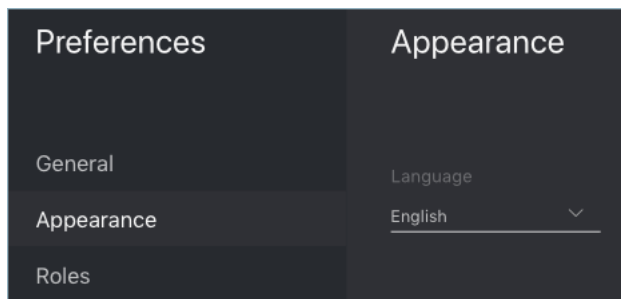 Preferences
General
Appearance
Roles
Appearance
Language
English